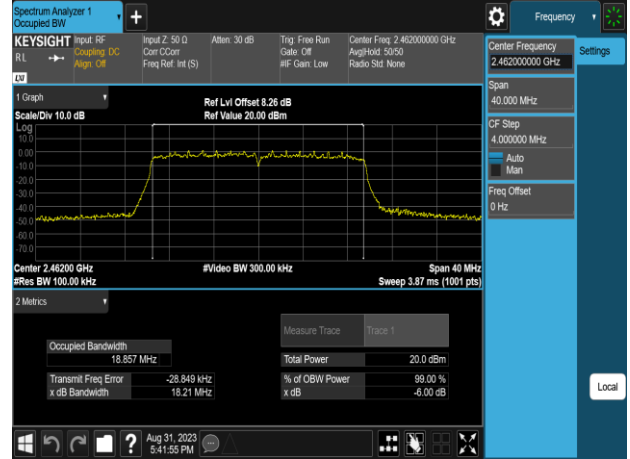 Spectrum Analyzer 1
Occupied BW
Frequency
KEYSIGHT
Input: RF
Coupling: DC
Align: Off
Input Z: 50 Ω
Corr CCorr
Freq Ref: Int (S)
Atten: 30 dB
Trig: Free Run
Gate: Off
#IF Gain: Low
Center Freq: 2.462000000 GHz
Avg|Hold: 50/50
Radio Std: None
RL
LXI
Center Frequency
2.462000000 GHz
Settings
Span
40.000 MHz
CF Step
4.000000 MHz
Auto
Man
Freq Offset
0 Hz
Local
1 Graph
Scale/Div 10.0 dB
Ref Lvl Offset 8.26 dB
Ref Value 20.00 dBm
Log
10.0
0.00
-10.0
-20.0
-30.0
-40.0
-50.0
-60.0
-70.0
Center 2.46200 GHz
#Video BW 300.00 kHz
Span 40 MHz
#Res BW 100.00 kHz
Sweep 3.87 ms (1001 pts)
2 Metrics
Measure Trace
Trace 1
Occupied Bandwidth
18.857 MHz
Total Power
20.0 dBm
Transmit Freq Error
-28.849 kHz
% of OBW Power
99.00 %
x dB Bandwidth
18.21 MHz
x dB
-6.00 dB
?
Aug 31, 2023
5:41:55 PM